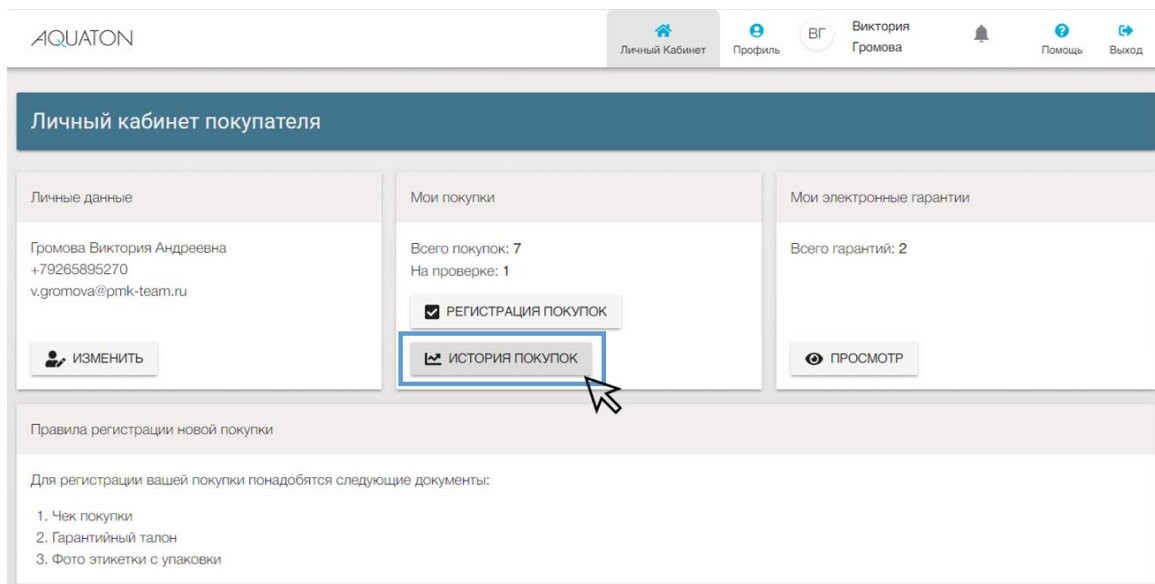 AQUATON
Личный Кабинет
Профиль
ВГ
Виктория
Громова
Помощь
Выход
Личный кабинет покупателя
Личные данные
Громова Виктория Андреевна
+79265895270
v.gromova@pmk-team.ru
ИЗМЕНИТЬ
Мои покупки
Всего покупок: 7
На проверке: 1
РЕГИСТРАЦИЯ ПОКУПОК
ИСТОРИЯ ПОКУПОК
Мои электронные гарантии
Всего гарантий: 2
ПРОСМОТР
Правила регистрации новой покупки
Для регистрации вашей покупки понадобятся следующие документы:
1. Чек покупки
2. Гарантийный талон
3. Фото этикетки с упаковки